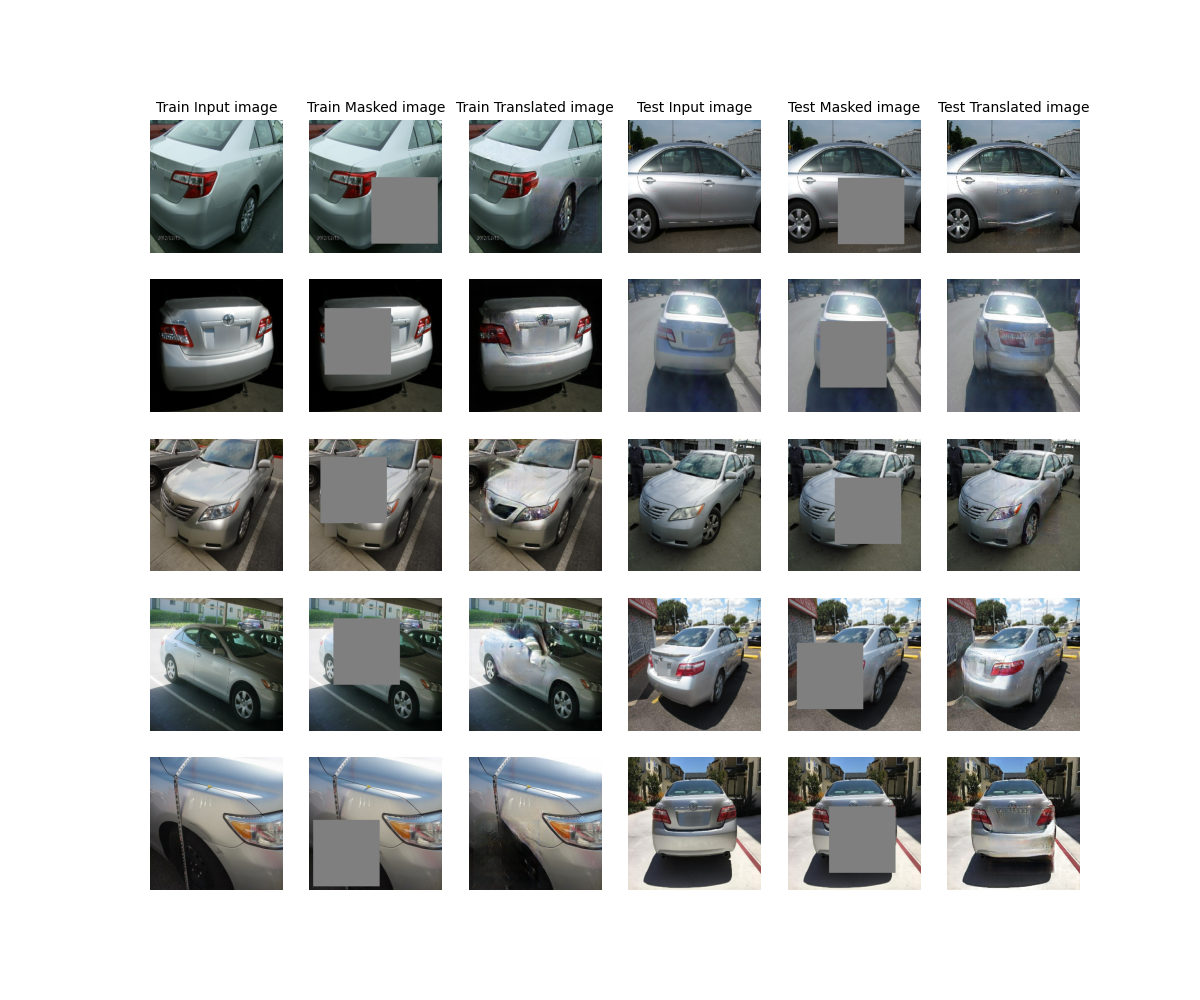 Train Input image
Train Masked image
Train Translated image
Test Input image
Test Masked image
Test Translated image